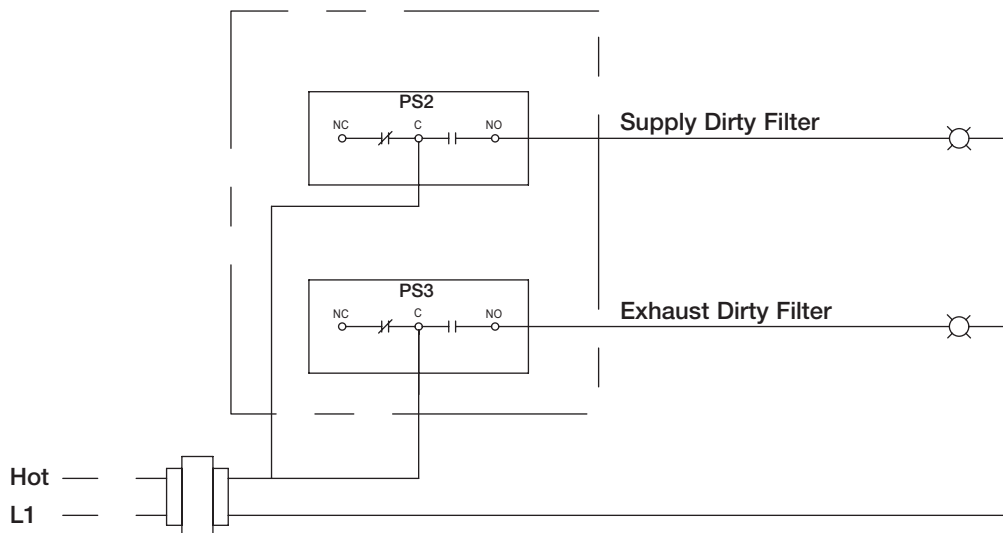 PS2
NC C NO
Supply Dirty Filter
PS3
NC C NO
Exhaust Dirty Filter
Hot
L1